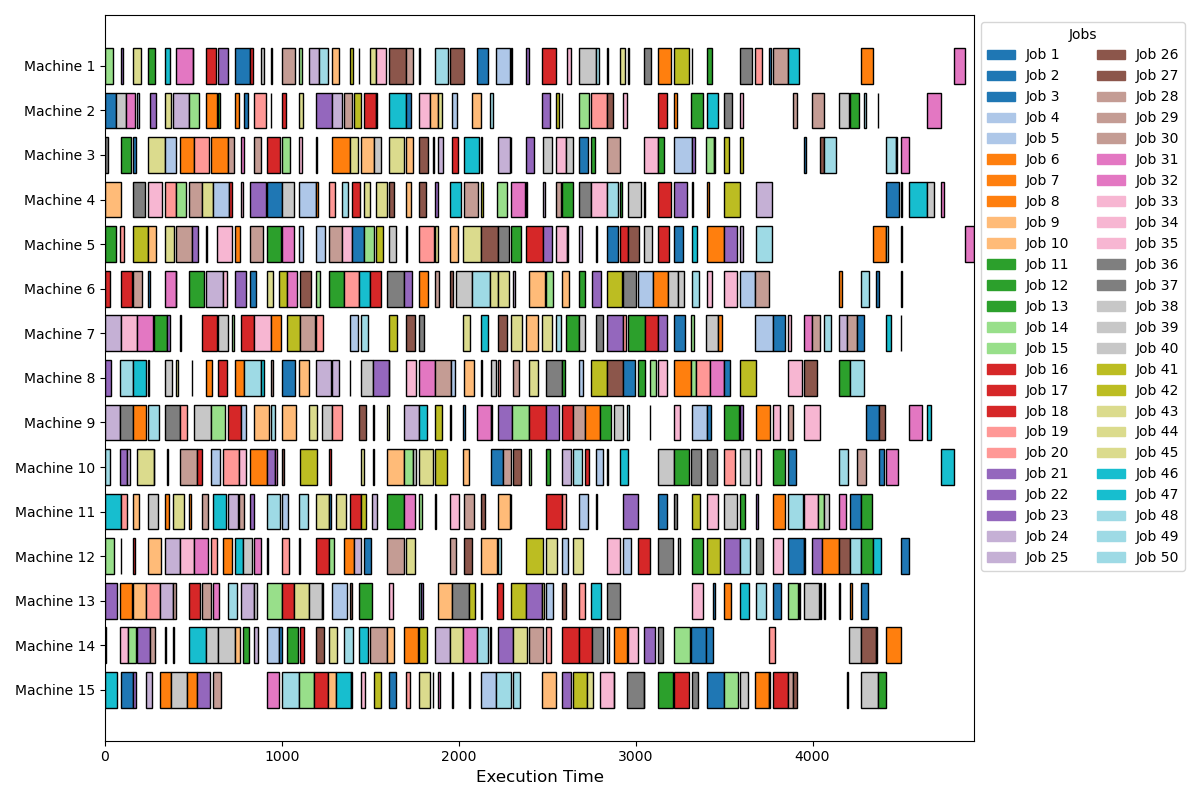 Machine 1
Machine 2
Machine 3
Machine 4
Machine 5
Machine 6
Machine 7
Machine 8
Machine 9
Machine 10
Machine 11
Machine 12
Machine 13
Machine 14
Machine 15
0 1000 2000 3000 4000
Execution Time
Jobs
Job 1
Job 2
Job 3
Job 4
Job 5
Job 6
Job 7
Job 8
Job 9
Job 10
Job 11
Job 12
Job 13
Job 14
Job 15
Job 16
Job 17
Job 18
Job 19
Job 20
Job 21
Job 22
Job 23
Job 24
Job 25
Job 26
Job 27
Job 28
Job 29
Job 30
Job 31
Job 32
Job 33
Job 34
Job 35
Job 36
Job 37
Job 38
Job 39
Job 40
Job 41
Job 42
Job 43
Job 44
Job 45
Job 46
Job 47
Job 48
Job 49
Job 50